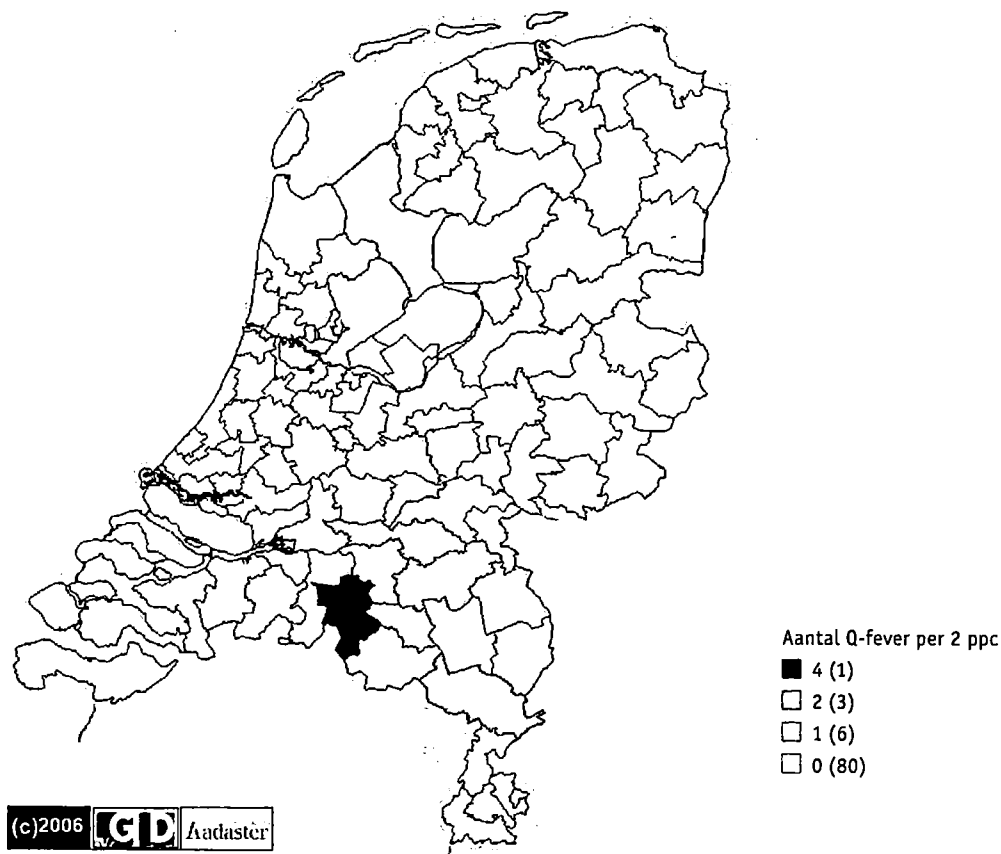 Aantal Q-fever per 2 ppc
4 (1)
2 (3)
1 (6)
0 (80)
(c)2006 GD Kadaster